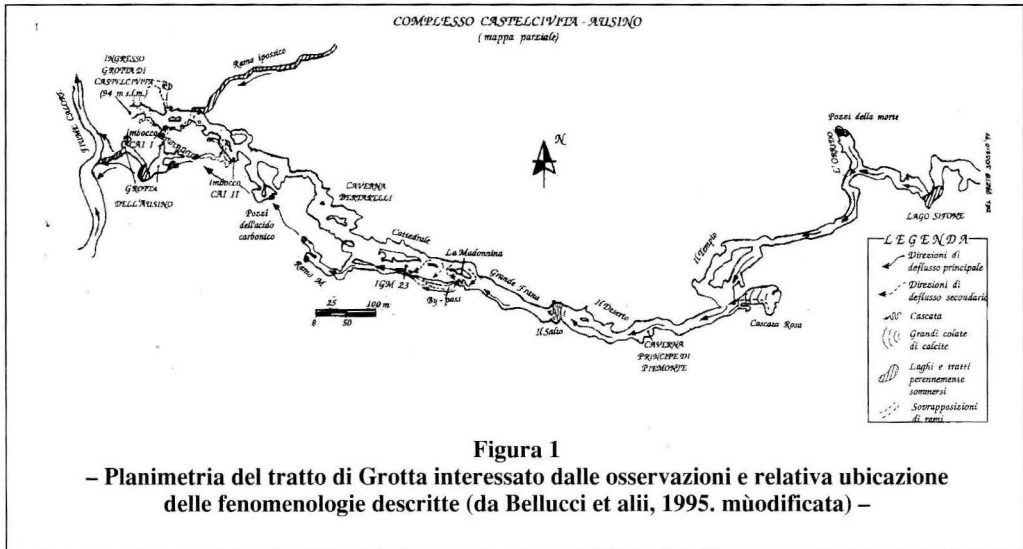 COMPLESSO CASTELCIVITA - AUSINO
( mappa parziale)
INGRESSO
GROTTA DI
CASTELCIVITA
(94 m s.l.m.)
Ramo ipossico
FIUME CALORE
Imbocco
CAI I
Imbocco
CAI II
GROTTA
DELL'AUSINO
Pozzi
dell'acido
carbonico
CAVERNA
BERTARELLI
N
Pozzi della morte
L'ORRIDO
LAGO SIFONE
Cattedrale
La Madonnina
Ramo M
IGM 23
By-pass
Grande Frana
Il Salto
Il Deserto
CAVERNA
PRINCIPE DI
PIEMONTE
Il Tempio
Cascata Rosa
25 100 m
0 50
LEGENDA
Direzioni di
deflusso principale
Direzioni di
deflusso secondarie
Cascata
Grandi colate
di calcite
Laghi e tratti
perennemente
sommersi
Sovrapposizioni
di rami
Figura 1
– Planimetria del tratto di Grotta interessato dalle osservazioni e relativa ubicazione
delle fenomenologie descritte (da Bellucci et alii, 1995. mùodificata) –